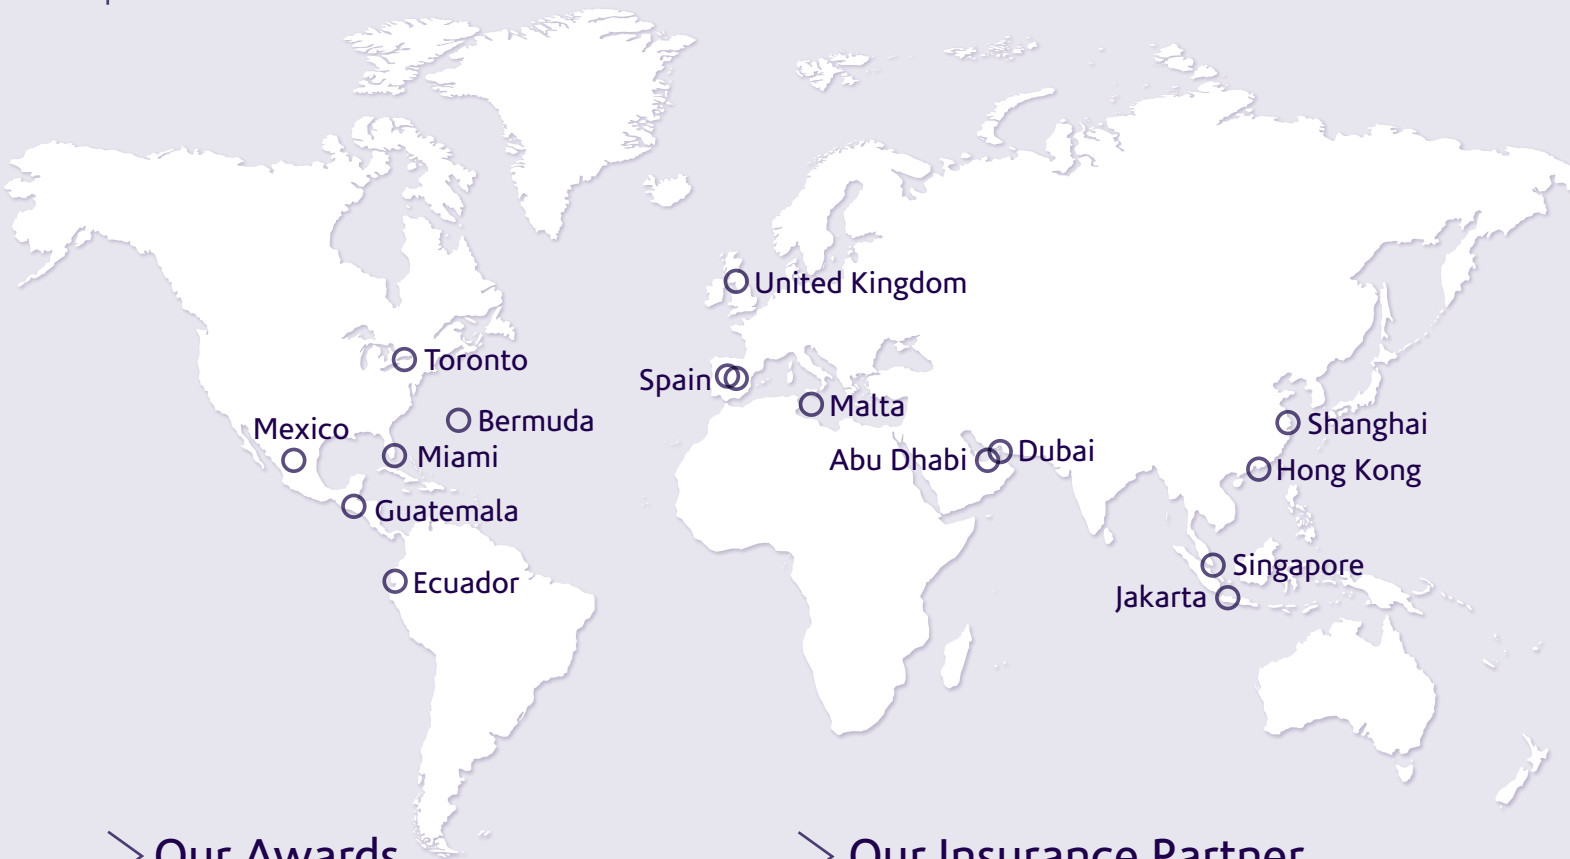 United Kingdom
Toronto
Spain
Malta
Bermuda
Mexico
Shanghai
Miami
Abu Dhabi
Dubai
Hong Kong
Guatemala
Singapore
Ecuador
Jakarta
Our Awards
Our Insurance Partner